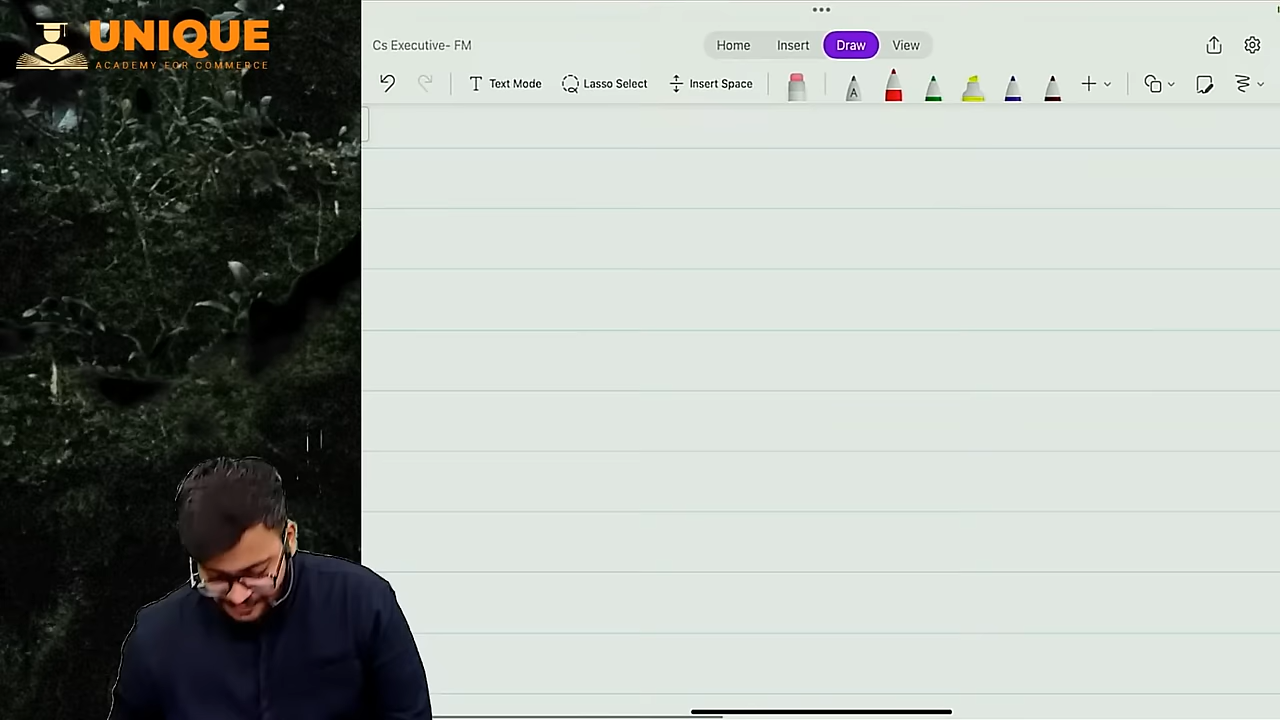 UNIQUE
ACADEMY FOR COMMERCE
Cs Executive- FM
Home
Insert
Draw
View
Text Mode
Lasso Select
Insert Space
A